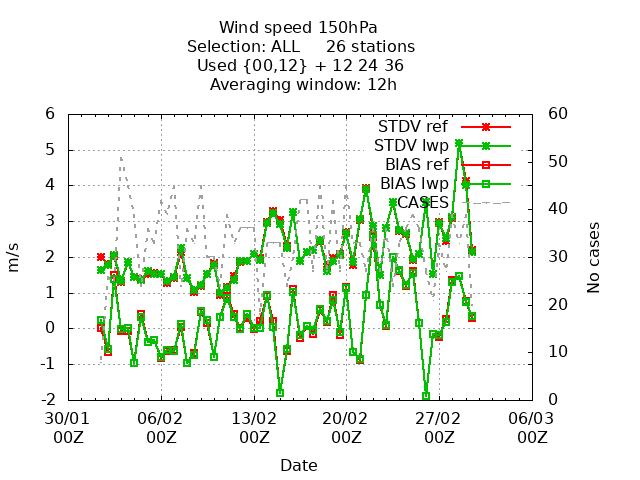 Wind speed 150hPa
Selection: ALL     26 stations
Used {00,12} + 12 24 36
Averaging window: 12h
STDV ref
STDV lwp
BIAS ref
BIAS lwp
CASES
6
5
4
3
2
1
0
-1
-2
m/s
60
50
40
30
20
10
0
No cases
30/01 06/02 13/02 20/02 27/02 06/03
00Z 00Z 00Z 00Z 00Z 00Z
Date